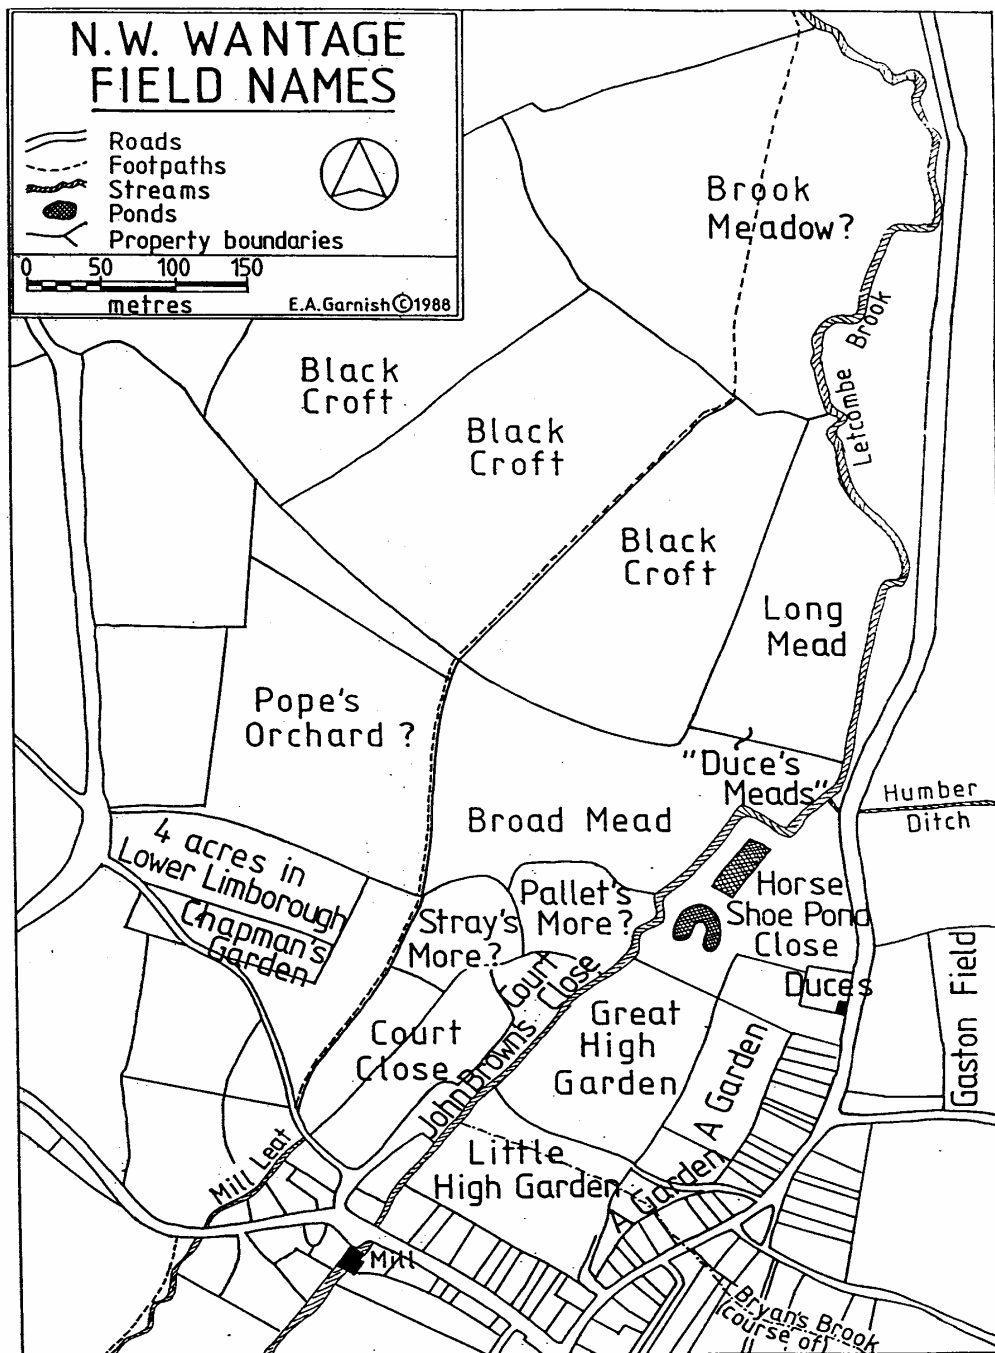 N.W. WANTAGE
FIELD NAMES
Roads
Footpaths
Streams
Ponds
Property boundaries
0 50 100 150
metres
E.A.Garnish©1988
Brook
Meadow?
Letcombe Brook
Black
Croft
Black
Croft
Black
Croft
Long
Mead
Pope's
Orchard ?
"Duce's
Meads"
Humber
Ditch
Broad Mead
4 acres in
Lower Limborough
Chapman's
Garden
Stray's
More?
Pallet's
More?
Horse
Shoe Pond
Close
Duces
Gaston Field
Court
Close
Court
John Browns Close
Great
High
Garden
A Garden
Little
High Garden
A Garden
Mill Leat
Mill
Bryan's Brook
(course of)